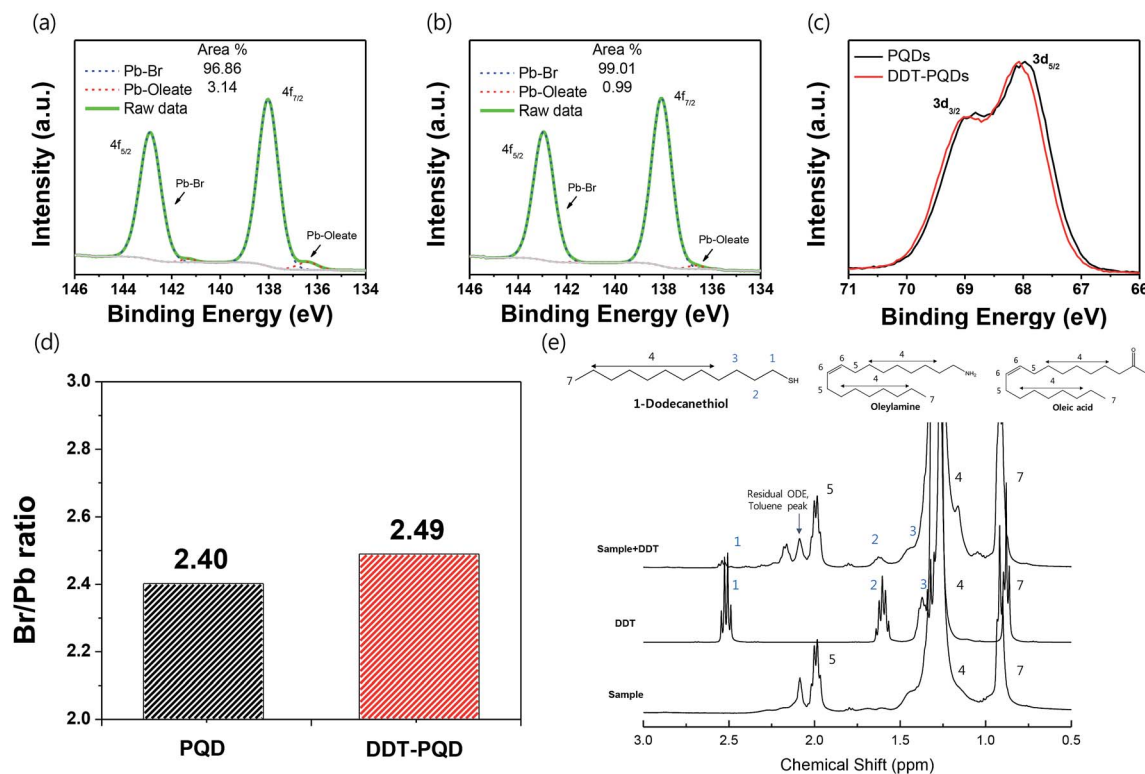 (a)
Area %
Pb-Br 96.86
Pb-Oleate 3.14
Raw data
4f7/2
4f5/2
Pb-Br
Pb-Oleate
Intensity (a.u.)
146 144 142 140 138 136 134
Binding Energy (eV)
(b)
Area %
Pb-Br 99.01
Pb-Oleate 0.99
Raw data
4f7/2
4f5/2
Pb-Br
Pb-Oleate
Intensity (a.u.)
146 144 142 140 138 136 134
Binding Energy (eV)
(c)
PQDs
DDT-PQDs
3d5/2
3d3/2
Intensity (a.u.)
71 70 69 68 67 66
Binding Energy (eV)
(d)
3.0
2.8
2.6
2.4
2.2
2.0
Br/Pb ratio
2.40
2.49
PQD DDT-PQD
(e)
4 3 1
7 2
SH
1-Dodecanethiol
6 4
6 5
NH2
5 4 7
Oleylamine
O
6 4
6 5
5 4 7
Oleic acid
Residual ODE,
Toluene peak
5
4
7
1 2 3
Sample+DDT
1 2 3 4 7
DDT
5 4 7
Sample
3.0 2.5 2.0 1.5 1.0 0.5
Chemical Shift (ppm)